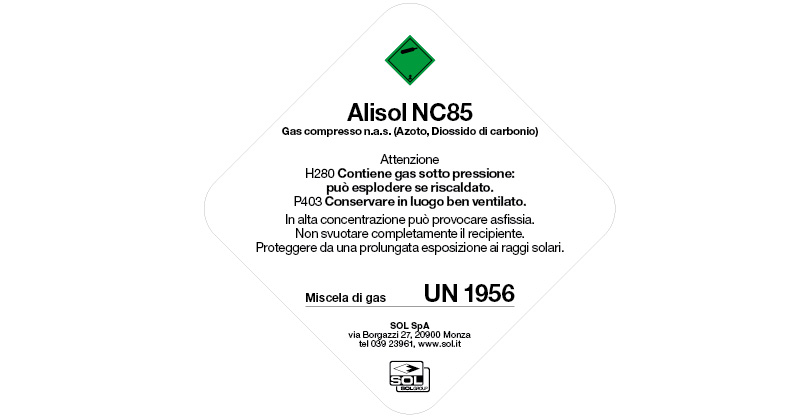 2
Alisol NC85
Gas compresso n.a.s. (Azoto, Diossido di carbonio)
Attenzione
H280 Contiene gas sotto pressione:
può esplodere se riscaldato.
P403 Conservare in luogo ben ventilato.
In alta concentrazione può provocare asfissia.
Non svuotare completamente il recipiente.
Proteggere da una prolungata esposizione ai raggi solari.
Miscela di gas UN 1956
SOL SpA
via Borgazzi 27, 20900 Monza
tel 039 23961, www.sol.it
SOL
SOLGROUP